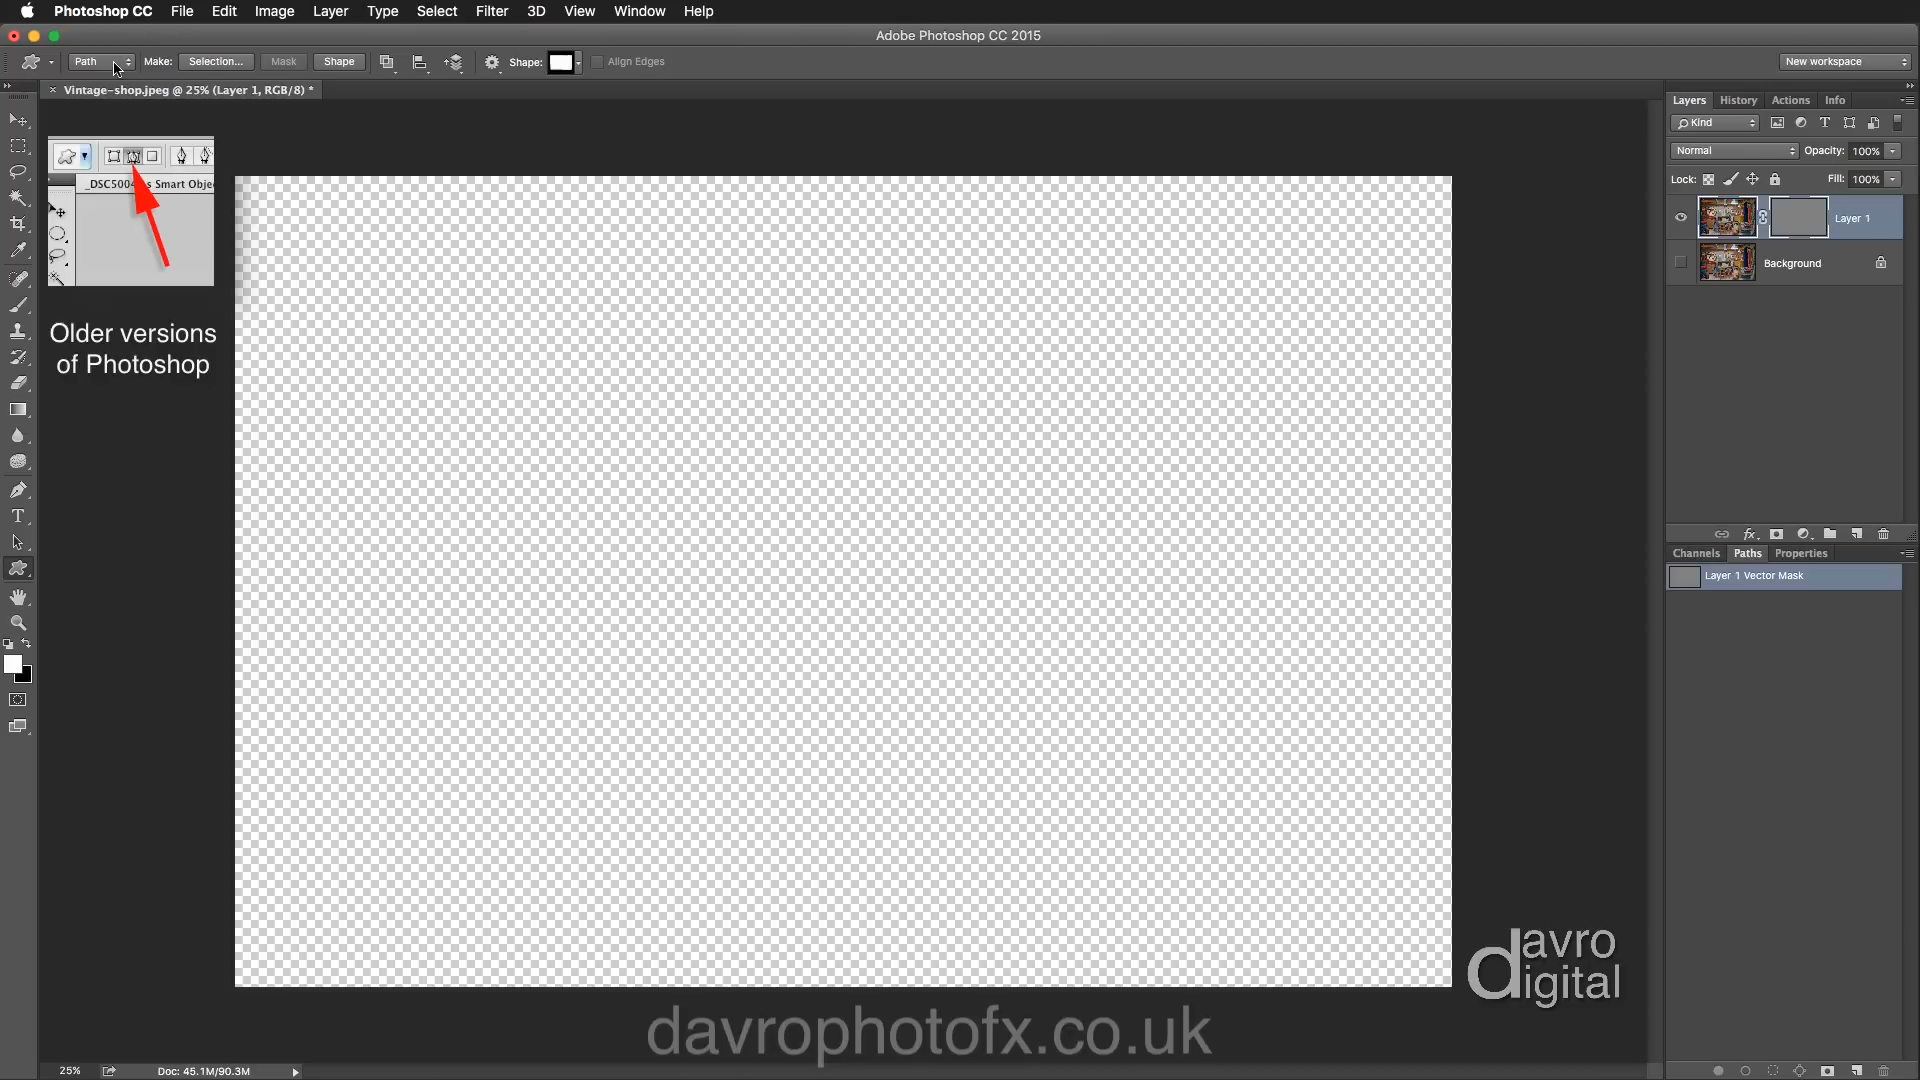 Photoshop CC File Edit Image Layer Type Select Filter 3D View Window Help
Adobe Photoshop CC 2015
Path Make: Selection... Mask Shape Shape: Align Edges New workspace
× Vintage-shop.jpeg @ 25% (Layer 1, RGB/8) *
Layers History Actions Info
Kind
Normal Opacity: 100%
Lock: Fill: 100%
Layer 1
Background
_DSC5004 s Smart Obje
Older versions
of Photoshop
Channels Paths Properties
Layer 1 Vector Mask
davro
digital
davrophotofx.co.uk
25% Doc: 45.1M/90.3M